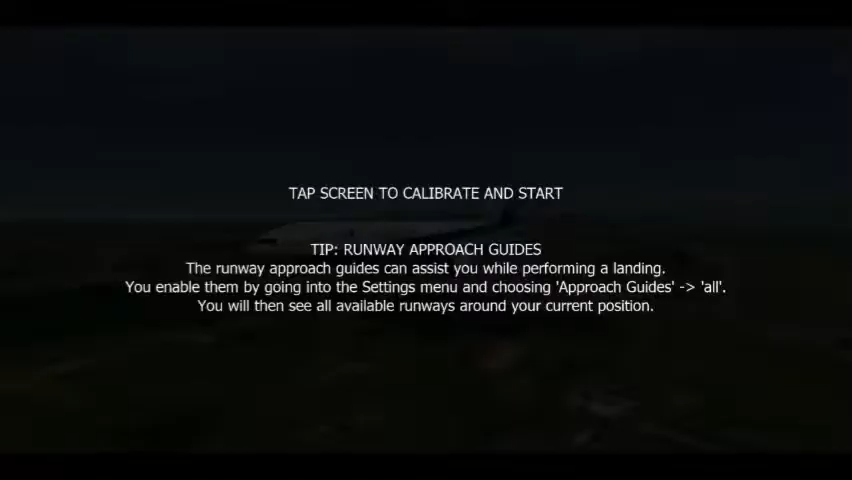 TAP SCREEN TO CALIBRATE AND START
TIP: RUNWAY APPROACH GUIDES
The runway approach guides can assist you while performing a landing.
You enable them by going into the Settings menu and choosing 'Approach Guides' -> 'all'.
You will then see all available runways around your current position.